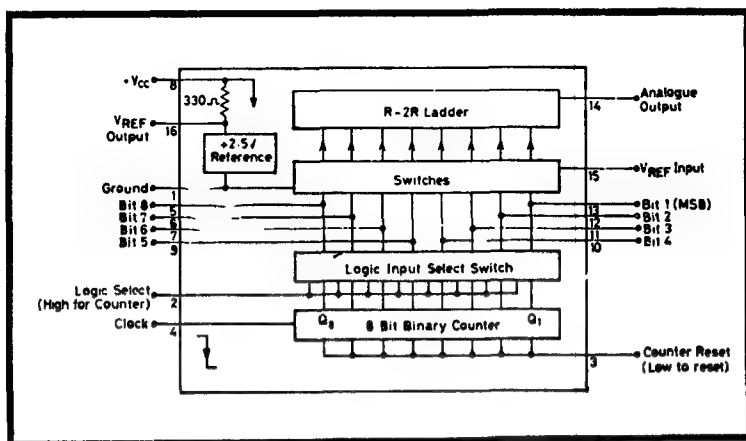 +Vcc
8
330Ω
VREF Output
16
+2.5V Reference
Ground
1
Bit 8
5
Bit 7
6
Bit 6
7
Bit 5
9
Logic Select
(High for Counter)
2
Clock
4
R-2R Ladder
Switches
Logic Input Select Switch
Q8
8 Bit Binary Counter
Q1
Analogue Output
14
VREF Input
15
Bit 1 (MSB)
13
Bit 2
12
Bit 3
11
Bit 4
10
Counter Reset
(Low to reset)
3